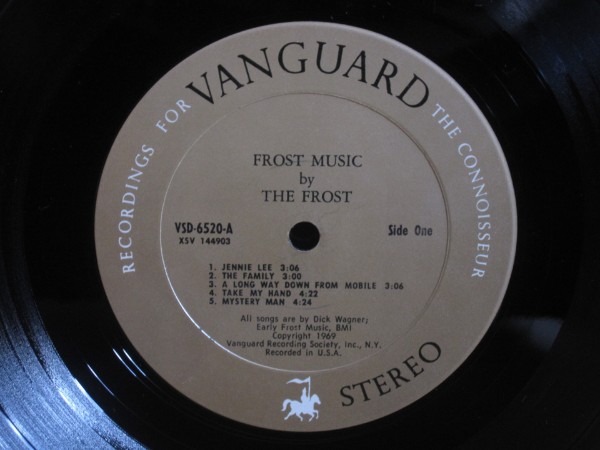 RECORDINGS FOR VANGUARD THE CONNOISSEUR
FROST MUSIC
by
THE FROST
VSD-6520-A
XSV 144903
Side One
1. JENNIE LEE 3:06
2. THE FAMILY 3:00
3. A LONG WAY DOWN FROM MOBILE 3:06
4. TAKE MY HAND 4:22
5. MYSTERY MAN 4:24
All songs are by Dick Wagner;
Early Frost Music, BMI
Copyright 1969
Vanguard Recording Society, Inc., N.Y.
Recorded in U.S.A.
STEREO